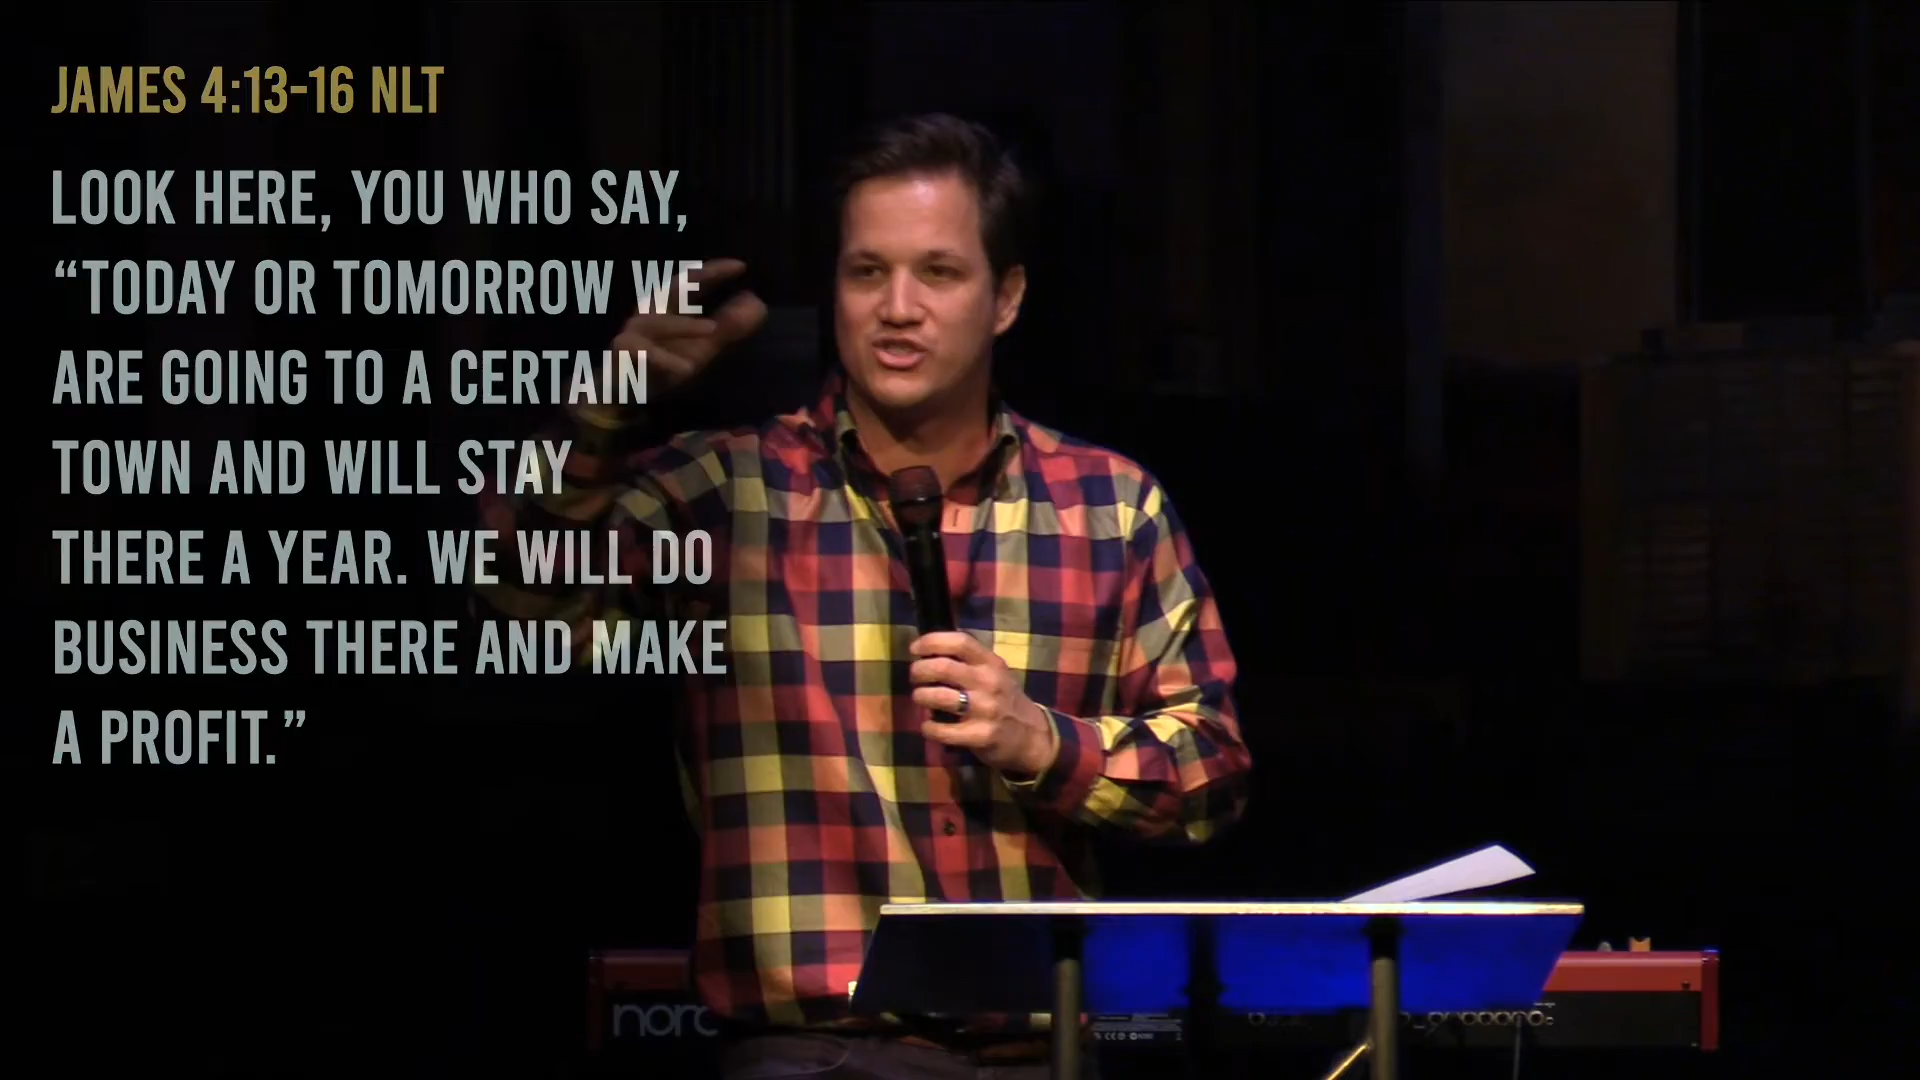 JAMES 4:13-16 NLT
LOOK HERE, YOU WHO SAY,
“TODAY OR TOMORROW WE
ARE GOING TO A CERTAIN
TOWN AND WILL STAY
THERE A YEAR. WE WILL DO
BUSINESS THERE AND MAKE
A PROFIT.”
nord